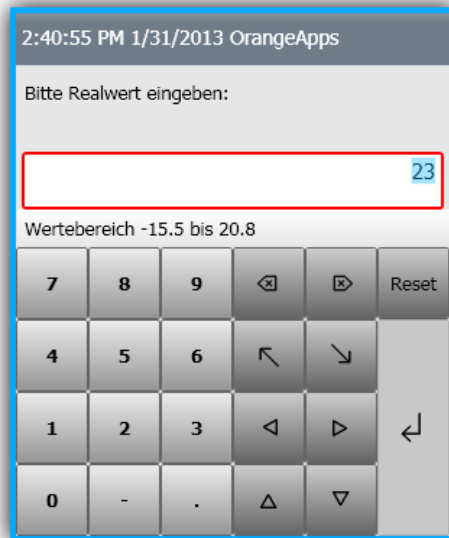 2:40:55 PM 1/31/2013 OrangeApps
Bitte Realwert eingeben:
23
Wertebereich -15.5 bis 20.8
7 8 9 Reset
4 5 6
1 2 3
0 - .